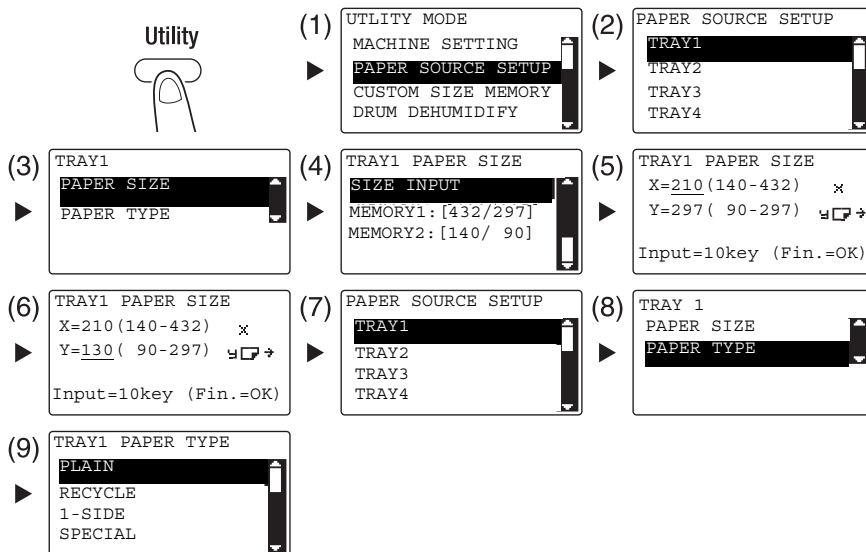 Utility
(1)
UTLITY MODE
MACHINE SETTING
PAPER SOURCE SETUP
CUSTOM SIZE MEMORY
DRUM DEHUMIDIFY
(2)
PAPER SOURCE SETUP
TRAY1
TRAY2
TRAY3
TRAY4
(3)
TRAY1
PAPER SIZE
PAPER TYPE
(4)
TRAY1 PAPER SIZE
SIZE INPUT
MEMORY1:[432/297]
MEMORY2:[140/ 90]
(5)
TRAY1 PAPER SIZE
X=210(140-432) x
Y=297( 90-297) y
Input=10key (Fin.=OK)
(6)
TRAY1 PAPER SIZE
X=210(140-432) x
Y=130( 90-297) y
Input=10key (Fin.=OK)
(7)
PAPER SOURCE SETUP
TRAY1
TRAY2
TRAY3
TRAY4
(8)
TRAY 1
PAPER SIZE
PAPER TYPE
(9)
TRAY1 PAPER TYPE
PLAIN
RECYCLE
1-SIDE
SPECIAL